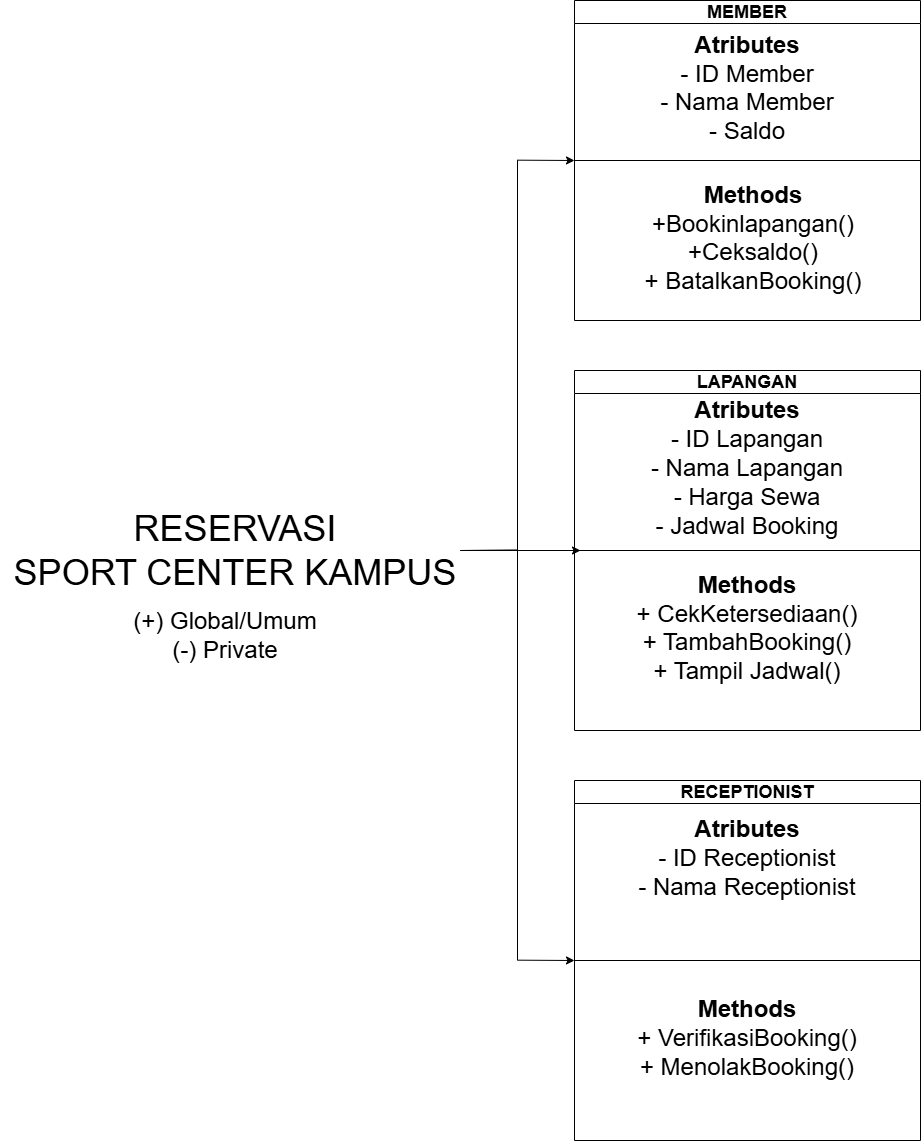 RESERVASI
SPORT CENTER KAMPUS
(+) Global/Umum
(-) Private
MEMBER
Atributes
- ID Member
- Nama Member
- Saldo
Methods
+Bookinlapangan()
+Ceksaldo()
+ BatalkanBooking()
LAPANGAN
Atributes
- ID Lapangan
- Nama Lapangan
- Harga Sewa
- Jadwal Booking
Methods
+ CekKetersediaan()
+ TambahBooking()
+ Tampil Jadwal()
RECEPTIONIST
Atributes
- ID Receptionist
- Nama Receptionist
Methods
+ VerifikasiBooking()
+ MenolakBooking()